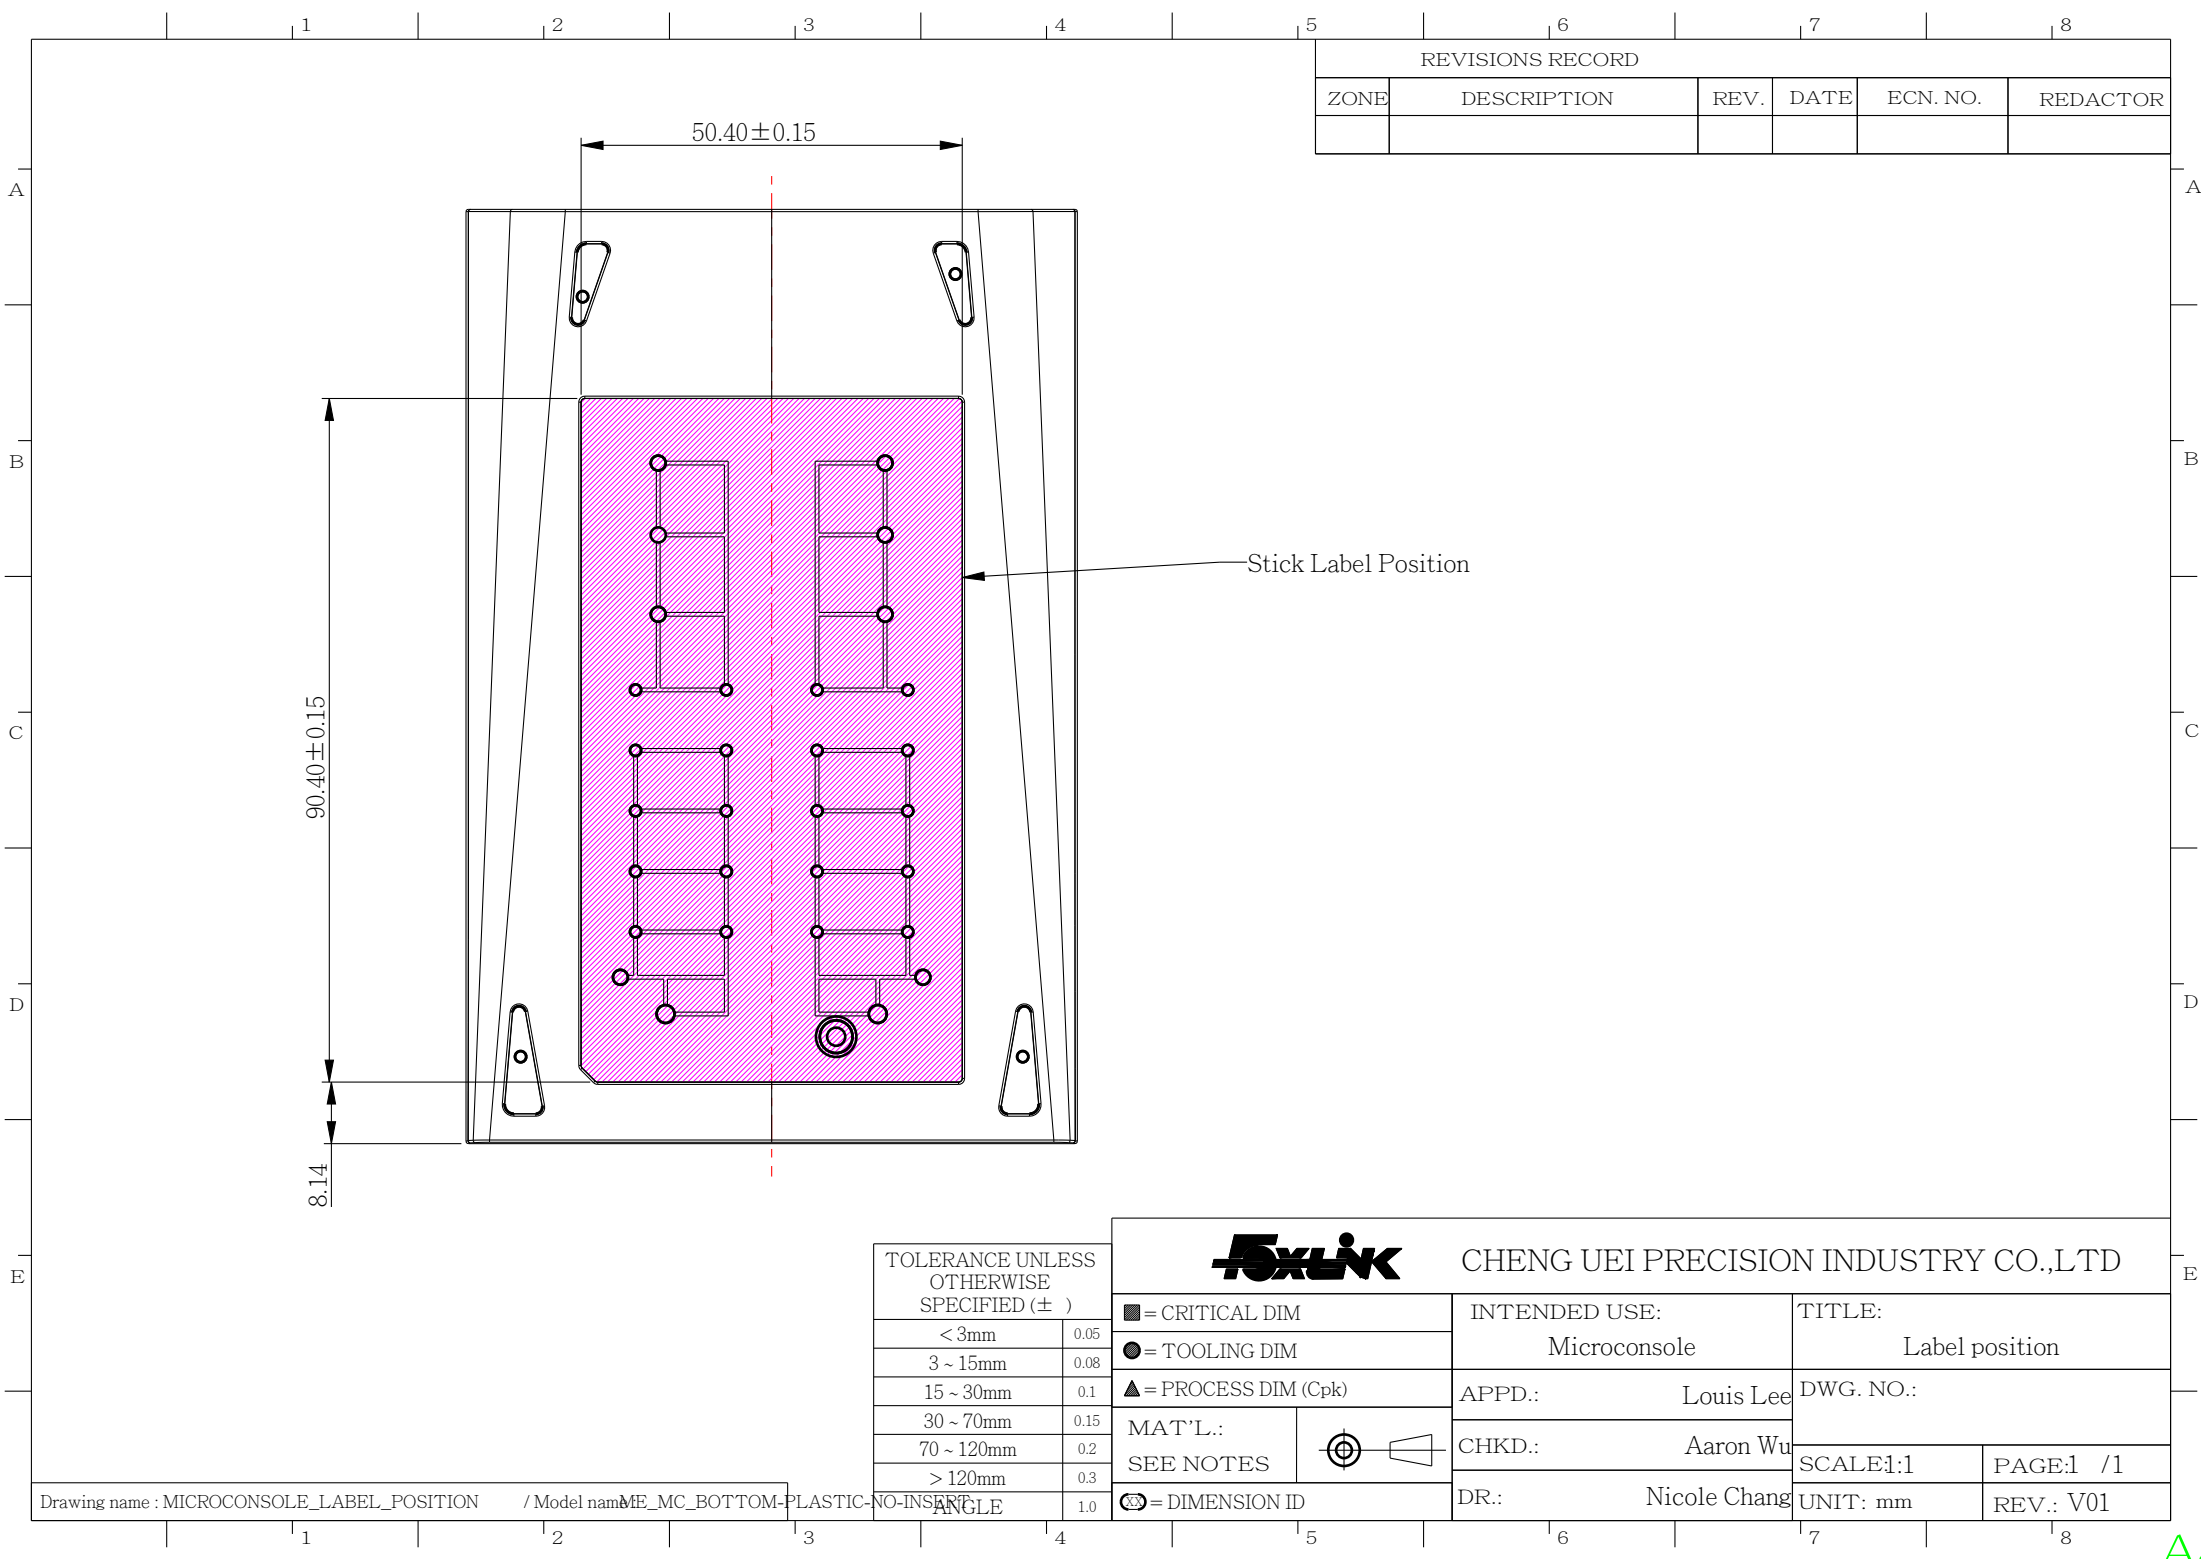 1 2 3 4 5 6 7 8
REVISIONS RECORD
ZONE DESCRIPTION REV. DATE ECN. NO. REDACTOR
50.40±0.15
A A
B B
Stick Label Position
90.40±0.15
C C
D D
8.14
E E
TOLERANCE UNLESS
OTHERWISE
SPECIFIED (± )
<3mm 0.05
3~15mm 0.08
15~30mm 0.1
30~70mm 0.15
70~120mm 0.2
>120mm 0.3
ANGLE 1.0
FOXLINK CHENG UEI PRECISION INDUSTRY CO.,LTD
= CRITICAL DIM
= TOOLING DIM
= PROCESS DIM (Cpk)
MAT'L.:
SEE NOTES
(XX) = DIMENSION ID
INTENDED USE:
Microconsole
TITLE:
Label position
APPD.: Louis Lee
DWG. NO.:
CHKD.: Aaron Wu
SCALE:1:1
PAGE:1 /1
DR.: Nicole Chang
UNIT: mm
REV.: V01
Drawing name : MICROCONSOLE_LABEL_POSITION / Model name: ME_MC_BOTTOM-PLASTIC-NO-INSERT
1 2 3 4 5 6 7 8
A.